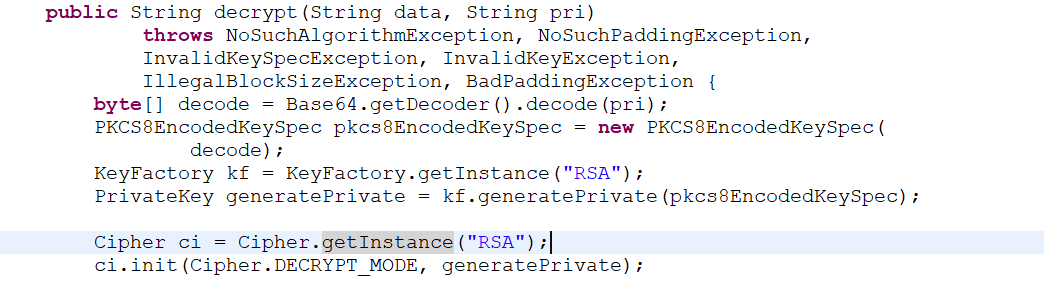 public String decrypt(String data, String pri)
throws NoSuchAlgorithmException, NoSuchPaddingException,
InvalidKeySpecException, InvalidKeyException,
IllegalBlockSizeException, BadPaddingException {
byte[] decode = Base64.getDecoder().decode(pri);
PKCS8EncodedKeySpec pkcs8EncodedKeySpec = new PKCS8EncodedKeySpec(
decode);
KeyFactory kf = KeyFactory.getInstance("RSA");
PrivateKey generatePrivate = kf.generatePrivate(pkcs8EncodedKeySpec);
Cipher ci = Cipher.getInstance("RSA");
ci.init(Cipher.DECRYPT_MODE, generatePrivate);